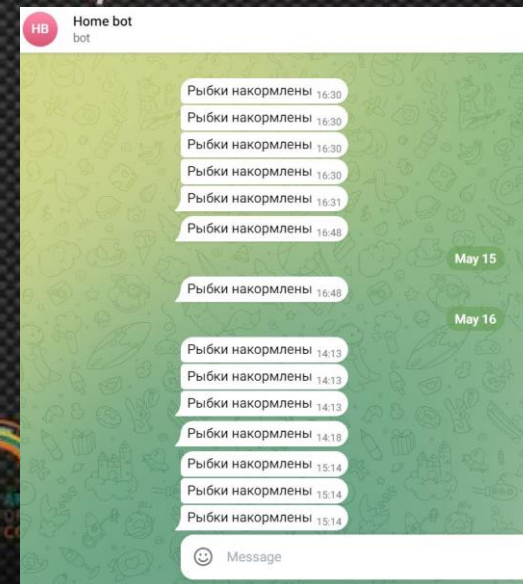 HB
Home bot
bot
Рыбки накормлены 16:30
Рыбки накормлены 16:30
Рыбки накормлены 16:30
Рыбки накормлены 16:30
Рыбки накормлены 16:31
Рыбки накормлены 16:48
May 15
Рыбки накормлены 16:48
May 16
Рыбки накормлены 14:13
Рыбки накормлены 14:13
Рыбки накормлены 14:13
Рыбки накормлены 14:18
Рыбки накормлены 15:14
Рыбки накормлены 15:14
Рыбки накормлены 15:14
Message